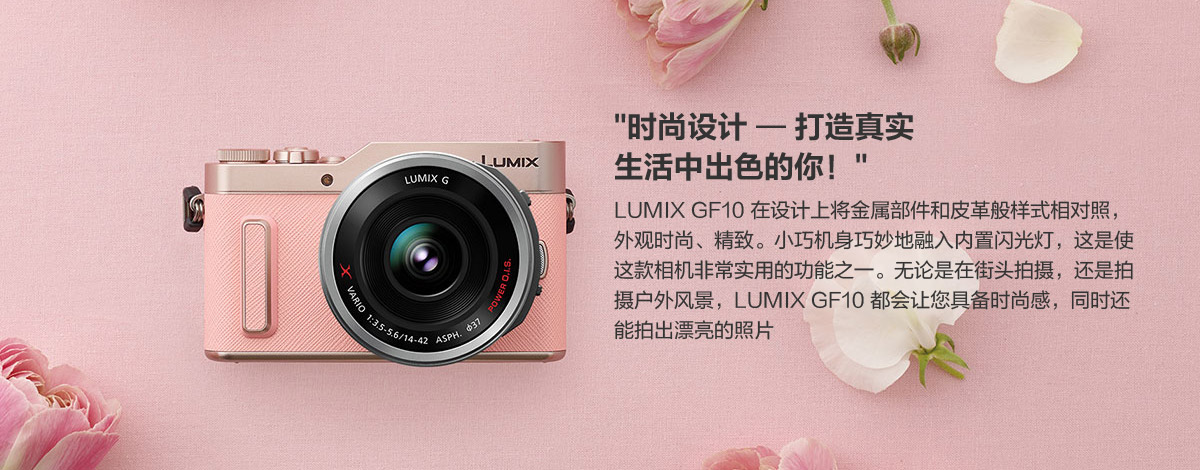 LUMIX
LUMIX G
X VARIO 1:3.5-5.6/14-42 ASPH. Φ37 POWER O.I.S.
"时尚设计 — 打造真实
生活中出色的你！"
LUMIX GF10 在设计上将金属部件和皮革般样式相对照，
外观时尚、精致。小巧机身巧妙地融入内置闪光灯，这是使
这款相机非常实用的功能之一。无论是在街头拍摄，还是拍
摄户外风景，LUMIX GF10 都会让您具备时尚感，同时还
能拍出漂亮的照片